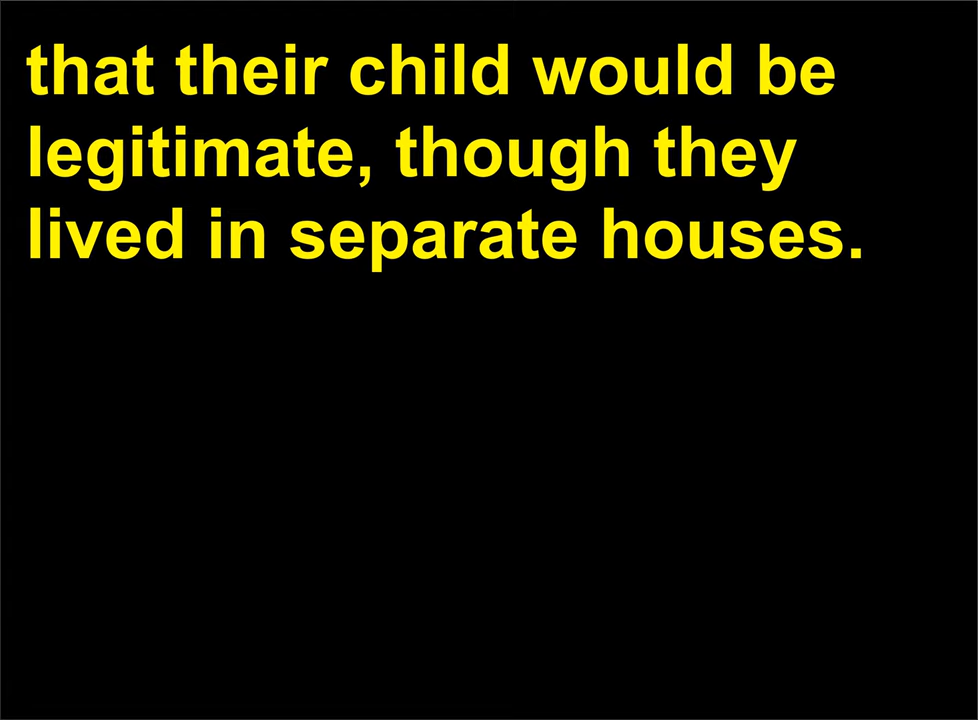 that their child would be
legitimate, though they
lived in separate houses.